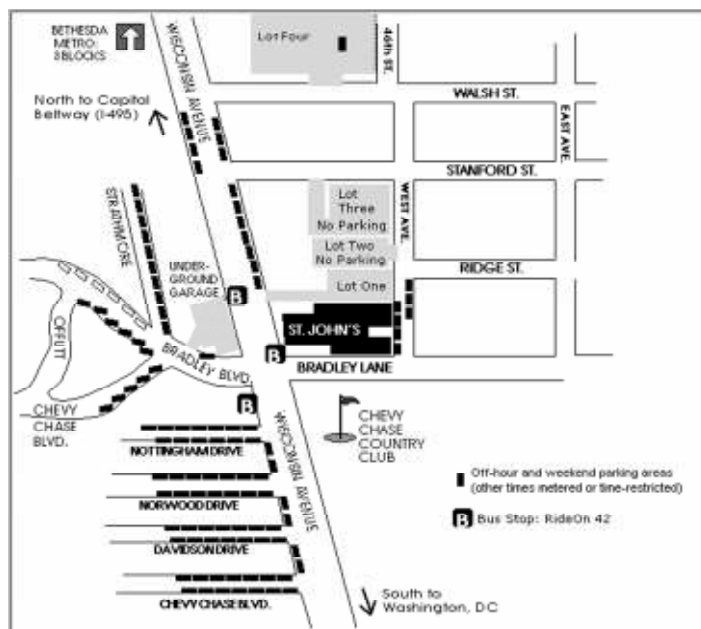 BETHESDA
METRO:
3 BLOCKS
WISCONSIN AVENUE
Lot Four
46th ST.
WALSH ST.
EAST AVE.
North to Capital
Beltway (I-495)
STANFORD ST.
STRATHMORE
Lot
Three
No Parking
WEST AVE.
Lot Two
No Parking
UNDER-
GROUND
GARAGE
B
RIDGE ST.
Lot One
ST. JOHN'S
OFFUTT
BRADLEY BLVD.
B
BRADLEY LANE
B
CHEVY
CHASE
BLVD.
CHEVY
CHASE
COUNTRY
CLUB
WISCONSIN AVENUE
NOTTINGHAM DRIVE
NORWOOD DRIVE
DAVIDSON DRIVE
CHEVY CHASE BLVD.
Off-hour and weekend parking areas
(other times metered or time-restricted)
B Bus Stop: RideOn 42
South to
Washington, DC